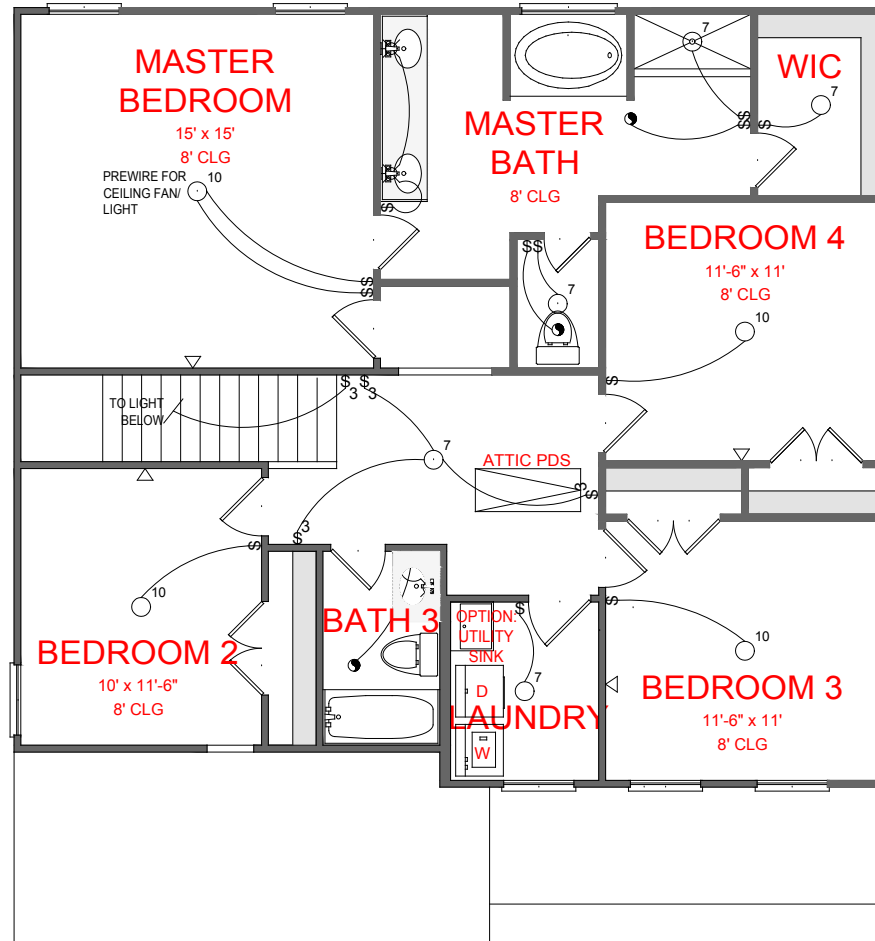 MASTER
BEDROOM
15' x 15'
8' CLG
PREWIRE FOR
CEILING FAN/
LIGHT
10
MASTER
BATH
8' CLG
7
$
$
$
WIC
7
$
$
$
$$
7
BEDROOM 4
11'-6" x 11'
8' CLG
10
$
TO LIGHT
BELOW
$3
$3
7
ATTIC PDS
$3
$3
BEDROOM 2
10' x 11'-6"
8' CLG
10
$
BATH 3
OPTION:
UTILITY
SINK
$
7
D
LAUNDRY
W
BEDROOM 3
11'-6" x 11'
8' CLG
10
$